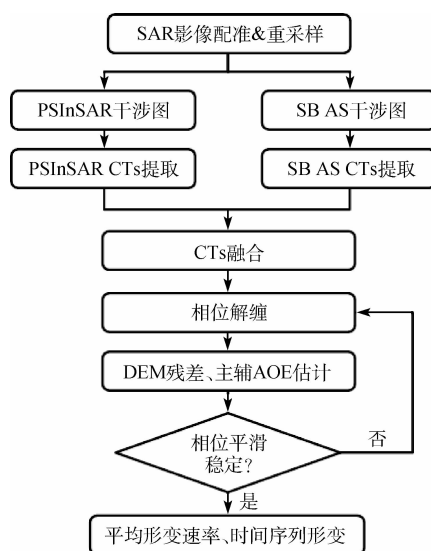 SAR影像配准&重采样
PSInSAR干涉图
SB AS干涉图
PSInSAR CTs提取
SB AS CTs提取
CTs融合
相位解缠
DEM残差、主辅AOE估计
相位平滑
稳定?
否
是
平均形变速率、时间序列形变